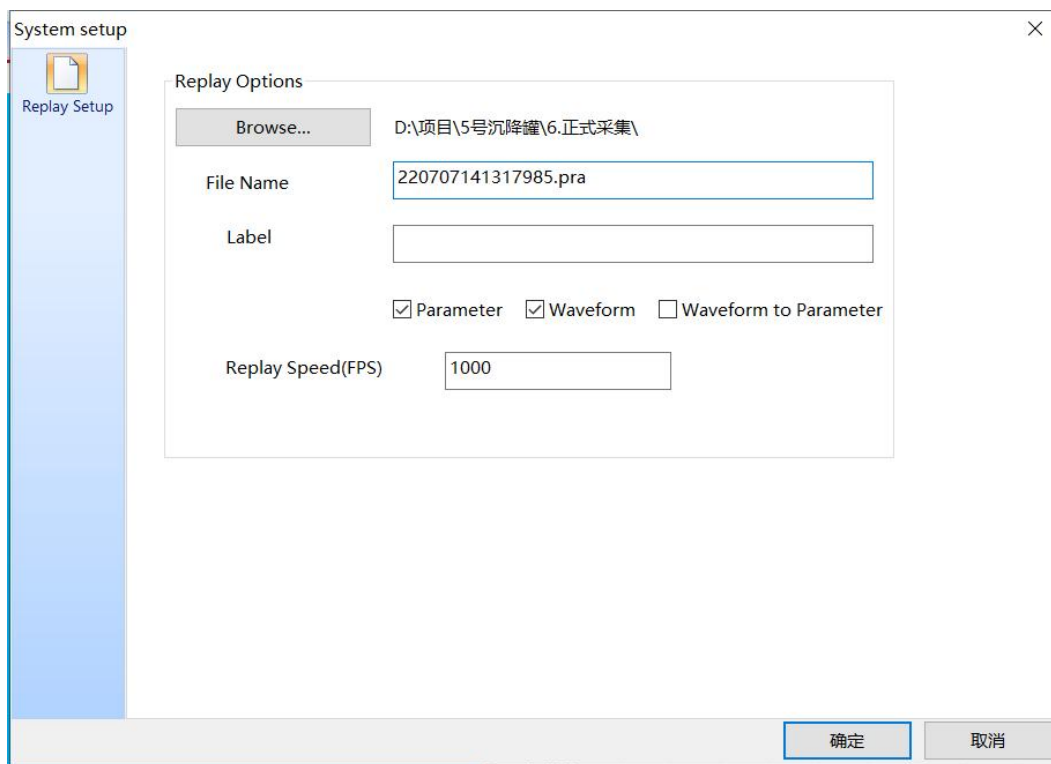 System setup
Replay Setup
Replay Options
Browse... D:\项目\5号沉降罐\6.正式采集\
File Name 220707141317985.pra
Label
Parameter Waveform Waveform to Parameter
Replay Speed(FPS) 1000
确定 取消